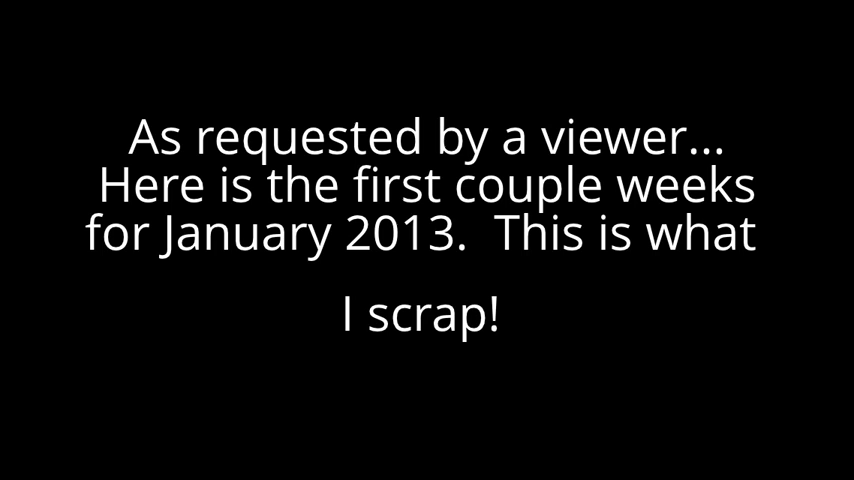 As requested by a viewer...
Here is the first couple weeks
for January 2013.  This is what
I scrap!